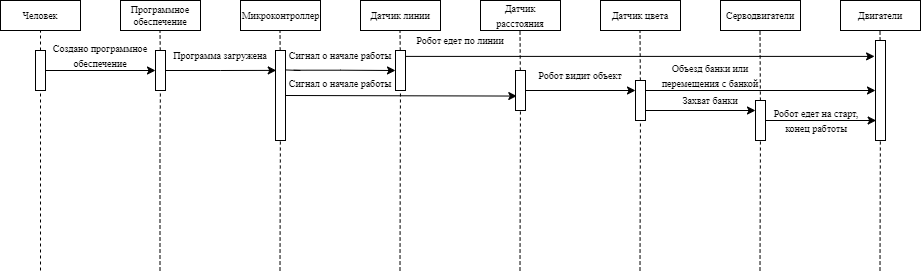 Человек
Программное
обеспечение
Микроконтроллер
Датчик линии
Датчик
расстояния
Датчик цвета
Серводвигатели
Двигатели
Создано программное
обеспечение
Программа загружена
Сигнал о начале работы
Робот едет по линии
Сигнал о начале работы
Робот видит объект
Объезд банки или
перемещения с банкой
Захват банки
Робот едет на старт,
конец рабтоты